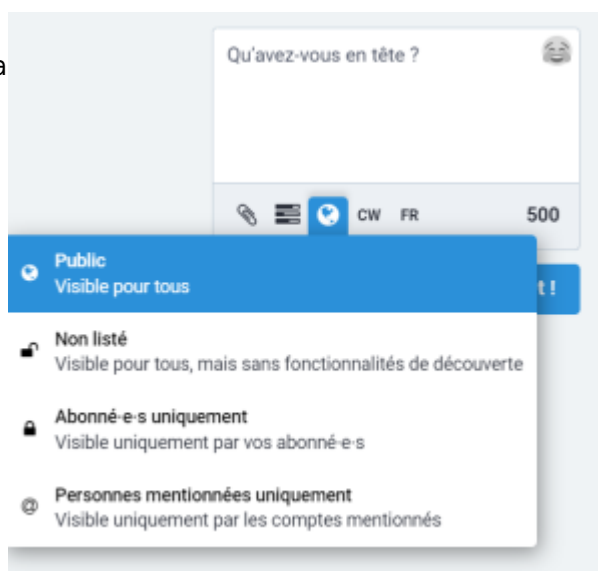 a
Qu'avez-vous en tête ?
CW FR 500
Public
Visible pour tous
t !
Non listé
Visible pour tous, mais sans fonctionnalités de découverte
Abonné·e·s uniquement
Visible uniquement par vos abonné·e·s
@ Personnes mentionnées uniquement
Visible uniquement par les comptes mentionnés